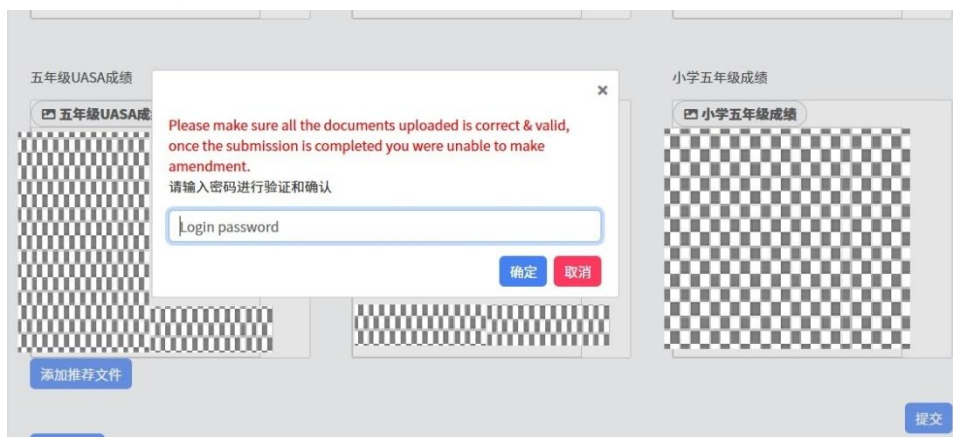 五年级UASA成绩
小学五年级成绩
五年级UASA成
小学五年级成绩
×
Please make sure all the documents uploaded is correct & valid,
once the submission is completed you were unable to make
amendment.
请输入密码进行验证和确认
Login password
确定 取消
添加推荐文件
提交